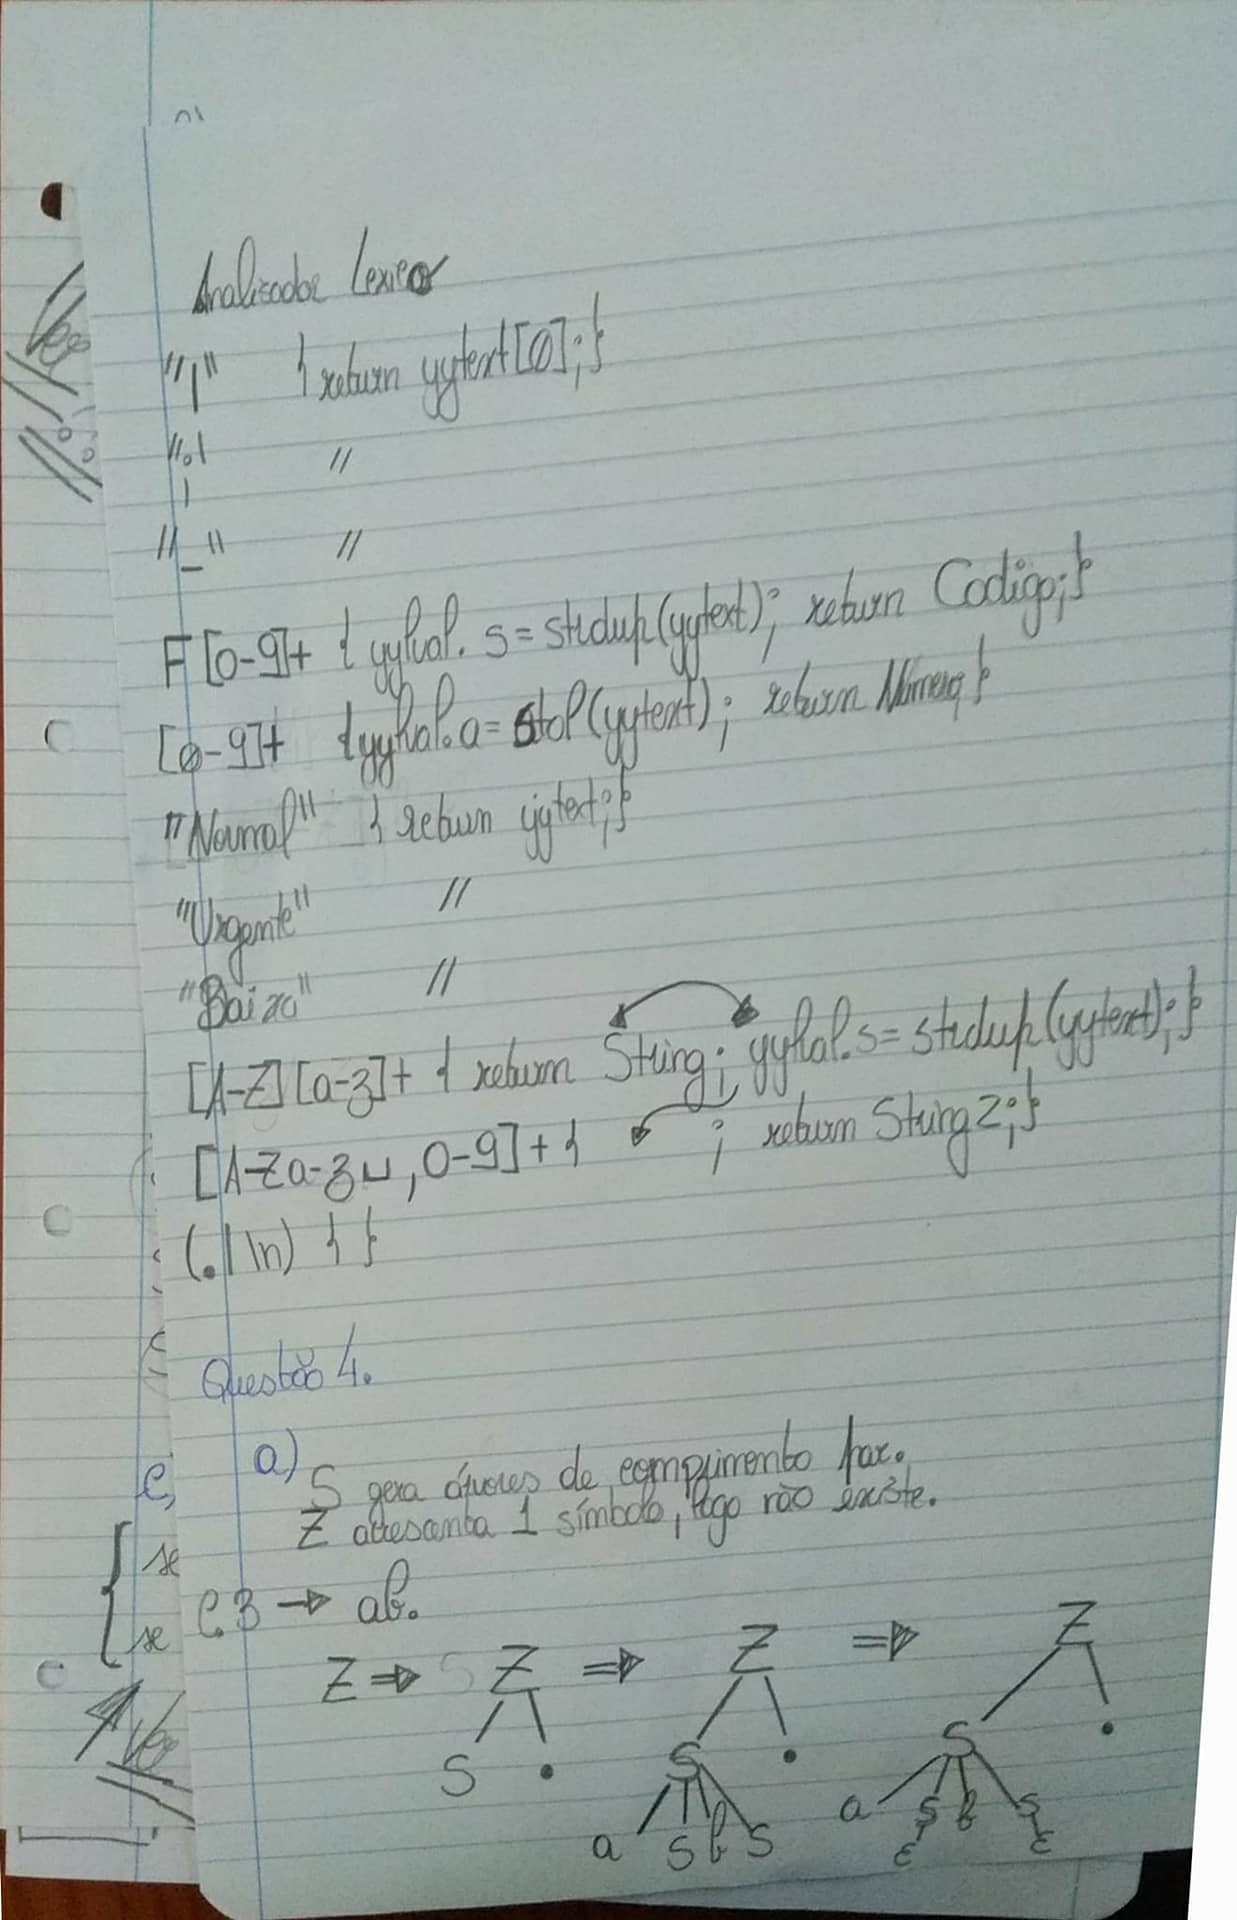 Analisador Lexico
"," { return yytext[0]; }
"." //
"-" //
F[0-9]+ { yylval.s = strdup(yytext); return Codigo; }
[0-9]+ { yylval.a = atof(yytext); return Numero; }
"Normal" { return yytext; }
"Urgente" //
"Baixa" //
[A-Z][a-z]+ { return String; yylval.s = strdup(yytext); }
[A-Za-z␣,0-9]+ { ; return String2; }
(.|\n) { }
Questão 4.
a) S gera árvores de comprimento par.
Z acrescenta 1 símbolo, logo não existe.
→ ab.
Z ⇒ Z ⇒ Z ⇒ Z
S . S . S .
a S b S a S b S
ε ε